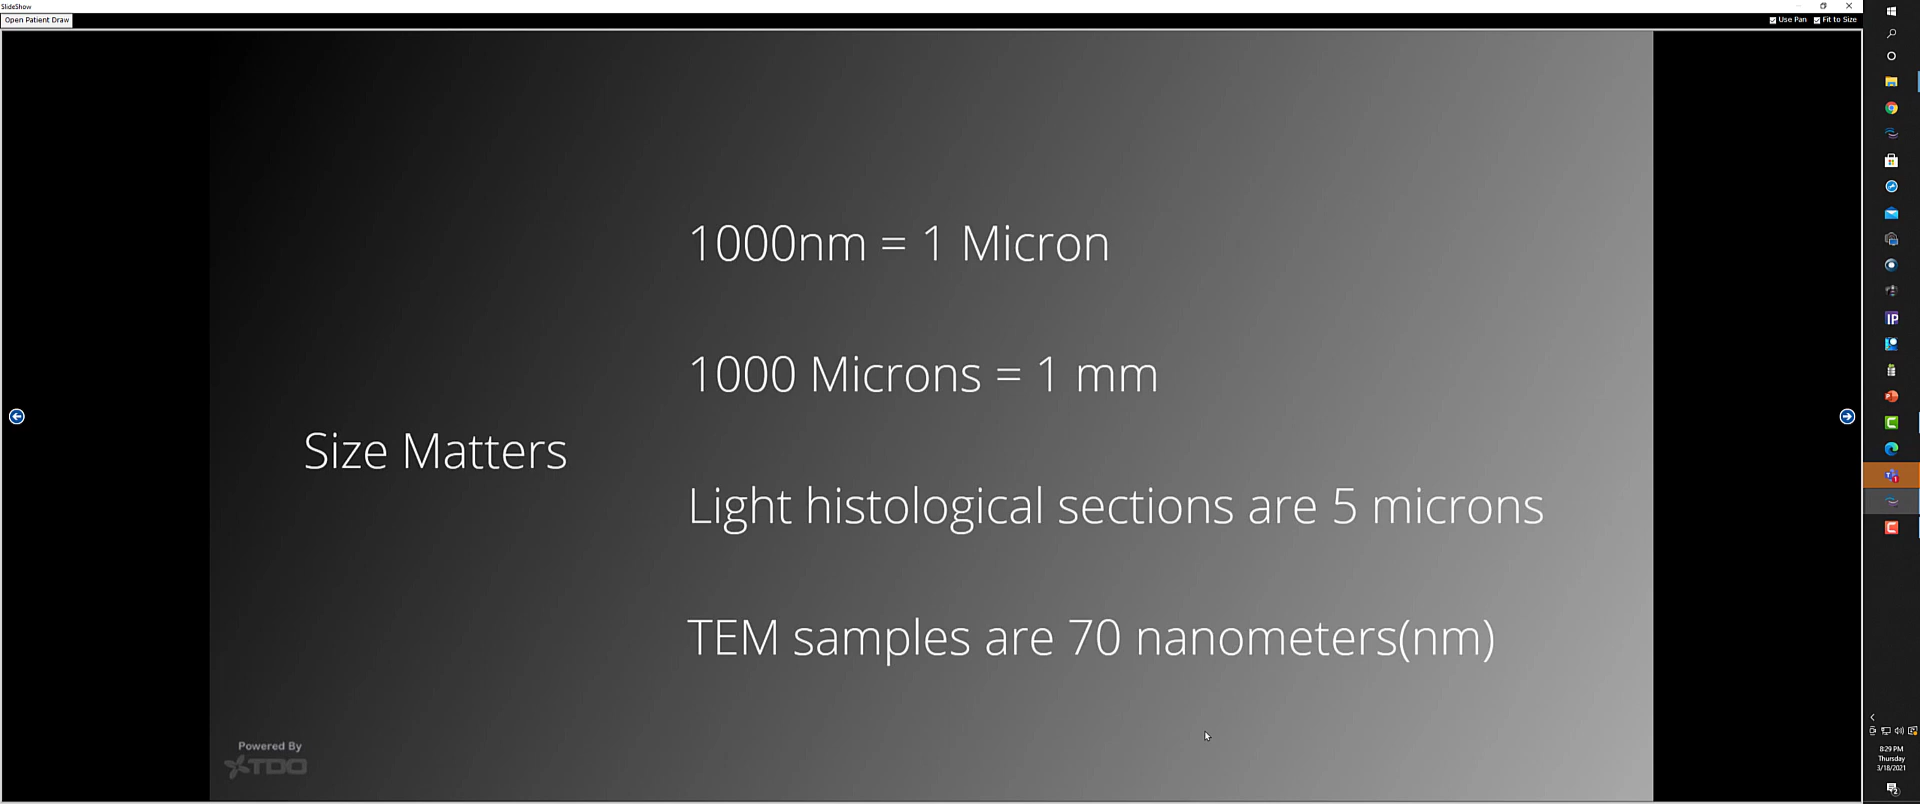 SlideShow
Open Patient Draw
Use Pan
Fit to Size
1000nm = 1 Micron
1000 Microns = 1 mm
Size Matters
Light histological sections are 5 microns
TEM samples are 70 nanometers(nm)
Powered By
TDO
IP
8:29 PM
Thursday
3/18/2021